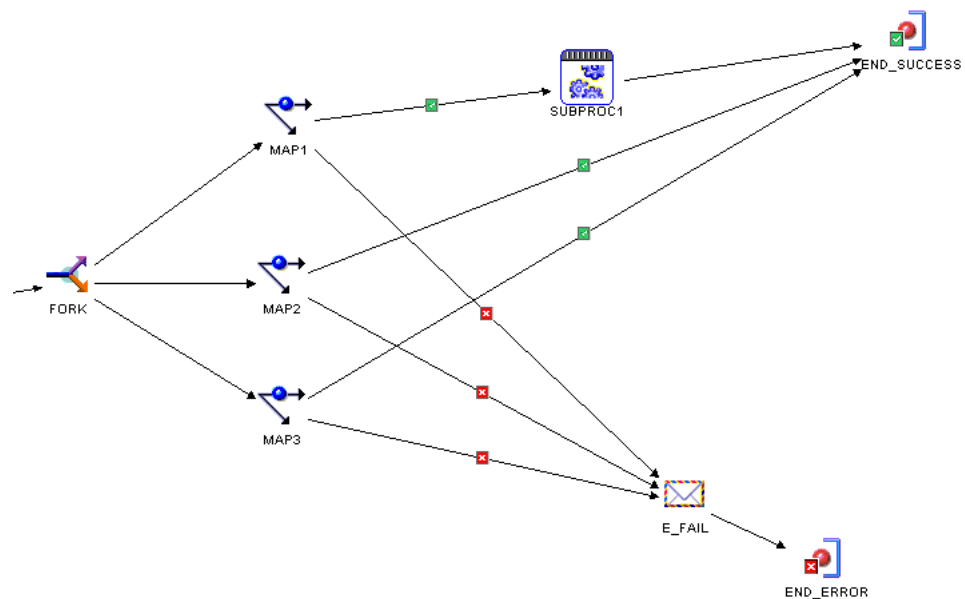 END_SUCCESS
SUBPROC1
MAP1
FORK
MAP2
MAP3
E_FAIL
END_ERROR